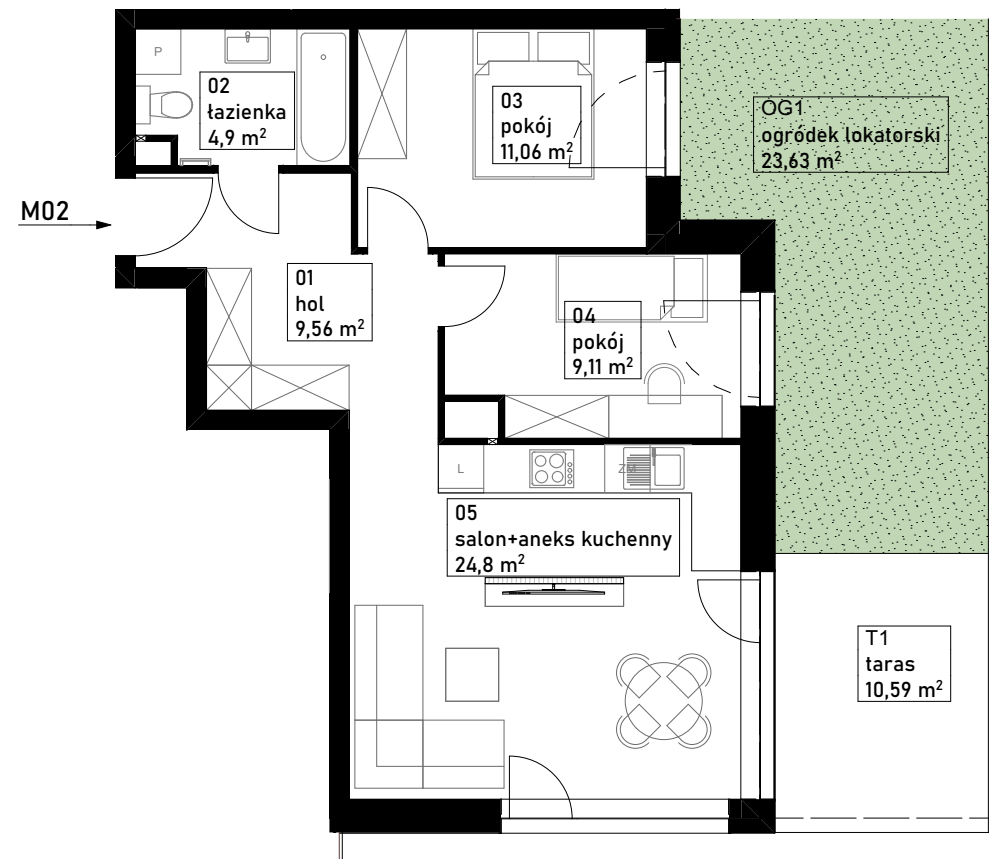 P
02
łazienka
4,9 m²
03
pokój
11,06 m²
OG1
ogródek lokatorski
23,63 m²
M02
01
hol
9,56 m²
04
pokój
9,11 m²
L
ZM
05
salon+aneks kuchenny
24,8 m²
T1
taras
10,59 m²